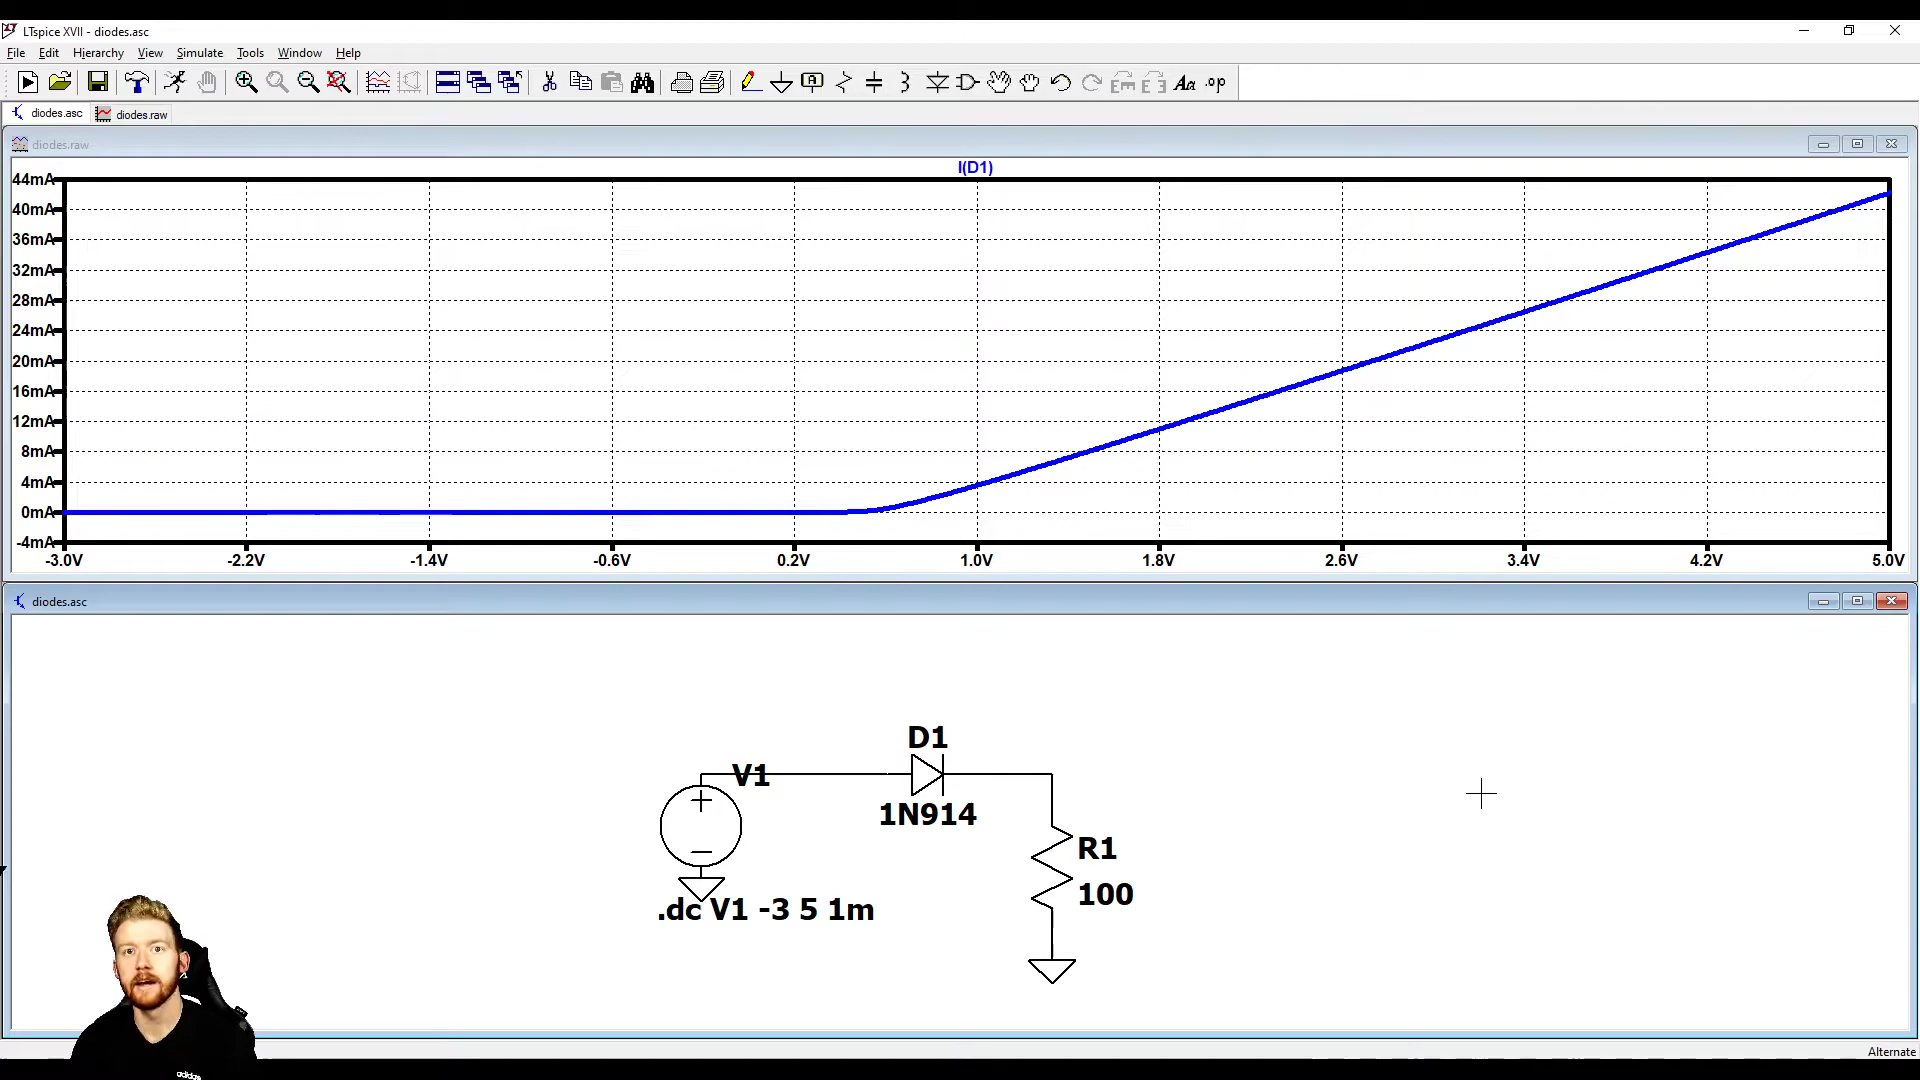 LTspice XVII - diodes.asc
File Edit Hierarchy View Simulate Tools Window Help
A Aa .op
diodes.asc diodes.raw
diodes.raw
I(D1)
44mA
40mA
36mA
32mA
28mA
24mA
20mA
16mA
12mA
8mA
4mA
0mA
-4mA
-3.0V -2.2V -1.4V -0.6V 0.2V 1.0V 1.8V 2.6V 3.4V 4.2V 5.0V
diodes.asc
D1
V1
1N914
R1
100
.dc V1 -3 5 1m
adidas
Alternate